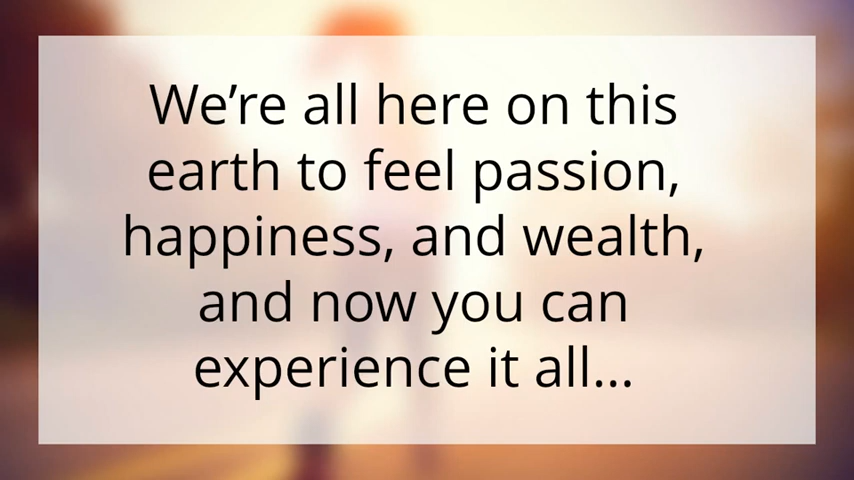 We’re all here on this
earth to feel passion,
happiness, and wealth,
and now you can
experience it all...